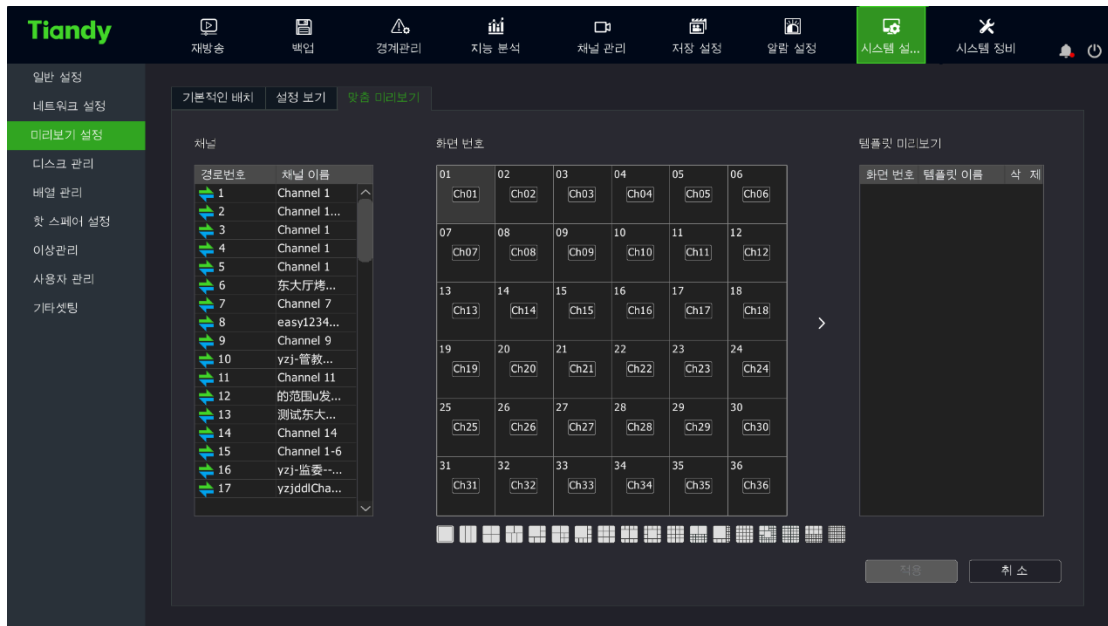 Tiandy
재방송 백업 경계관리 지능 분석 채널 관리 저장 설정 알람 설정 시스템 설... 시스템 정비
일반 설정
네트워크 설정
미리보기 설정
디스크 관리
배열 관리
핫 스페어 설정
이상관리
사용자 관리
기타셋팅
기본적인 배치 설정 보기 맞춤 미리보기
채널
경로번호 채널 이름
1 Channel 1
2 Channel 1...
3 Channel 1
4 Channel 1
5 Channel 1
6 东大厅烤...
7 Channel 7
8 easy1234...
9 Channel 9
10 yzj-管教...
11 Channel 11
12 的范围u发...
13 测试东大...
14 Channel 14
15 Channel 1-6
16 yzj-监委--...
17 yzjddlCha...
화면 번호
01 02 03 04 05 06
Ch01 Ch02 Ch03 Ch04 Ch05 Ch06
07 08 09 10 11 12
Ch07 Ch08 Ch09 Ch10 Ch11 Ch12
13 14 15 16 17 18
Ch13 Ch14 Ch15 Ch16 Ch17 Ch18
19 20 21 22 23 24
Ch19 Ch20 Ch21 Ch22 Ch23 Ch24
25 26 27 28 29 30
Ch25 Ch26 Ch27 Ch28 Ch29 Ch30
31 32 33 34 35 36
Ch31 Ch32 Ch33 Ch34 Ch35 Ch36
템플릿 미리보기
화면 번호 템플릿 이름 삭 제
적용 취 소